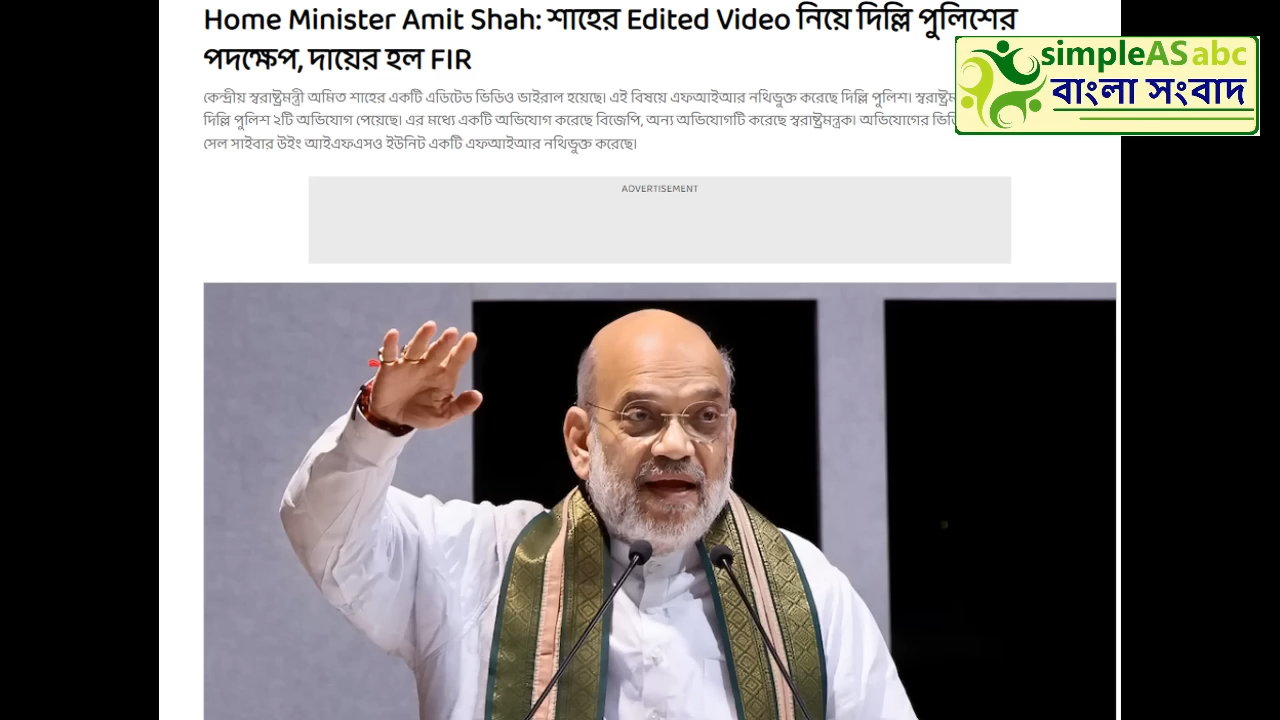 Home Minister Amit Shah: শাহের Edited Video নিয়ে দিল্লি পুলিশের
পদক্ষেপ, দায়ের হল FIR
simpleASabc
বাংলা সংবাদ
কেন্দ্রীয় স্বরাষ্ট্রমন্ত্রী অমিত শাহের একটি এডিটেড ভিডিও ভাইরাল হয়েছে। এই বিষয়ে এফআইআর নথিভুক্ত করেছে দিল্লি পুলিশ।
দিল্লি পুলিশ ২টি অভিযোগ পেয়েছে। এর মধ্যে একটি অভিযোগ করেছে বিজেপি, অন্য অভিযোগটি করেছে স্বরাষ্ট্রমন্ত্রক। অভিযোগের
সেল সাইবার উইং আইএফএসও ইউনিট একটি এফআইআর নথিভুক্ত করেছে।
ADVERTISEMENT